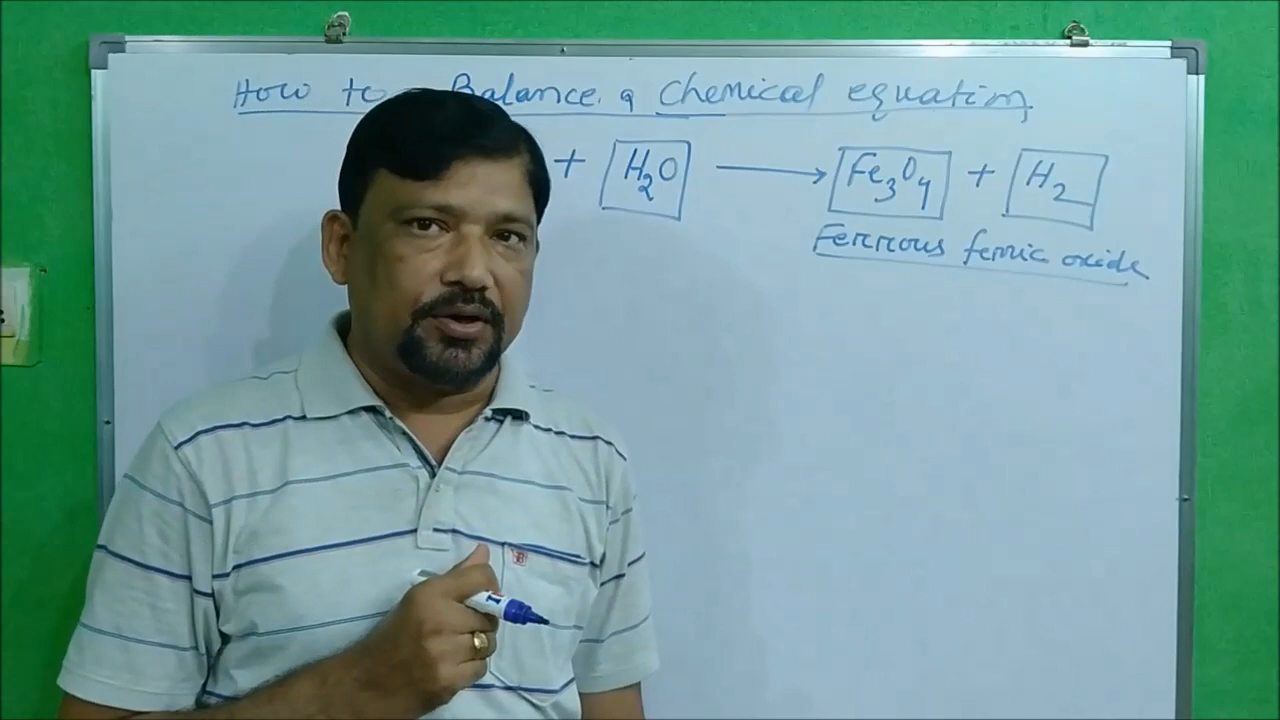 How to Balance a Chemical equation
+ H2O → Fe3O4 + H2
Ferrous ferric oxide